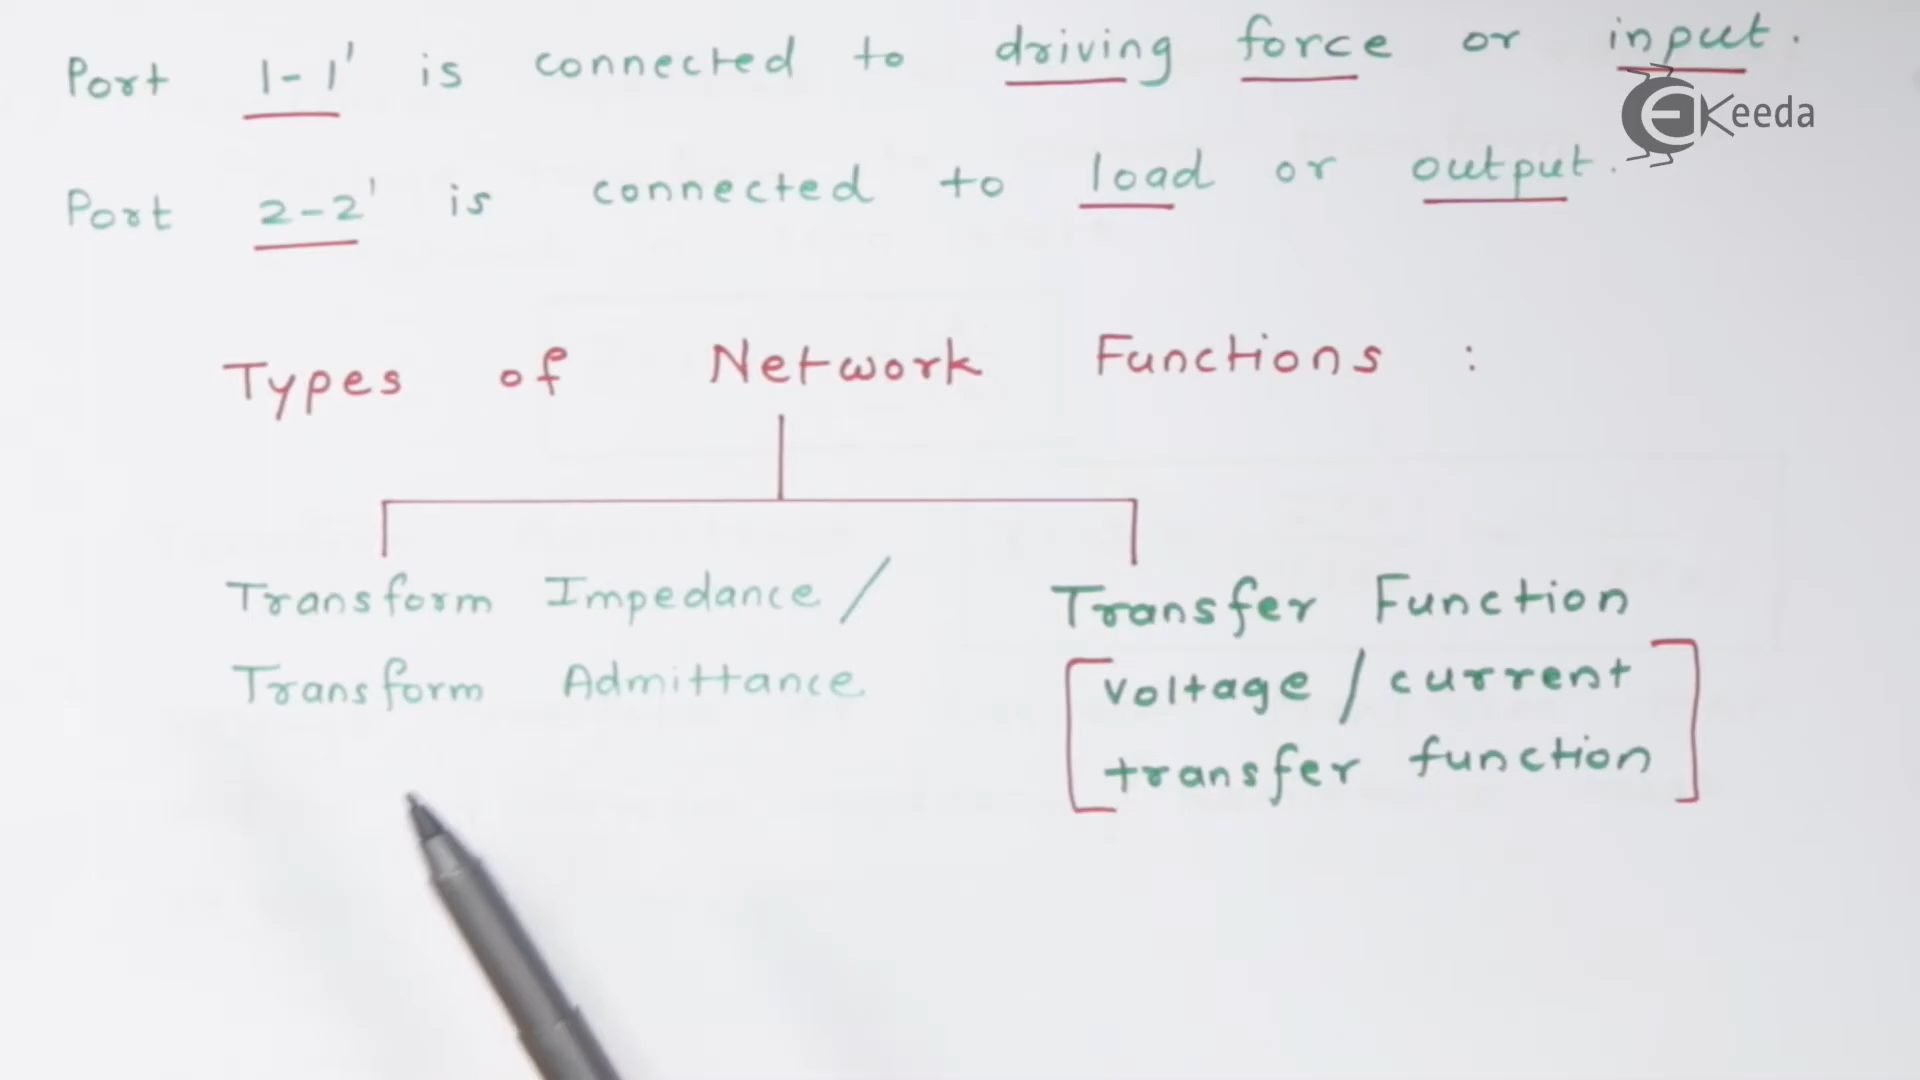 Port 1-1' is connected to driving force or input.
EKeeda
Port 2-2' is connected to load or output.
Types of Network Functions :
Transform Impedance /
Transform Admittance
Transfer Function
[voltage / current
transfer function]